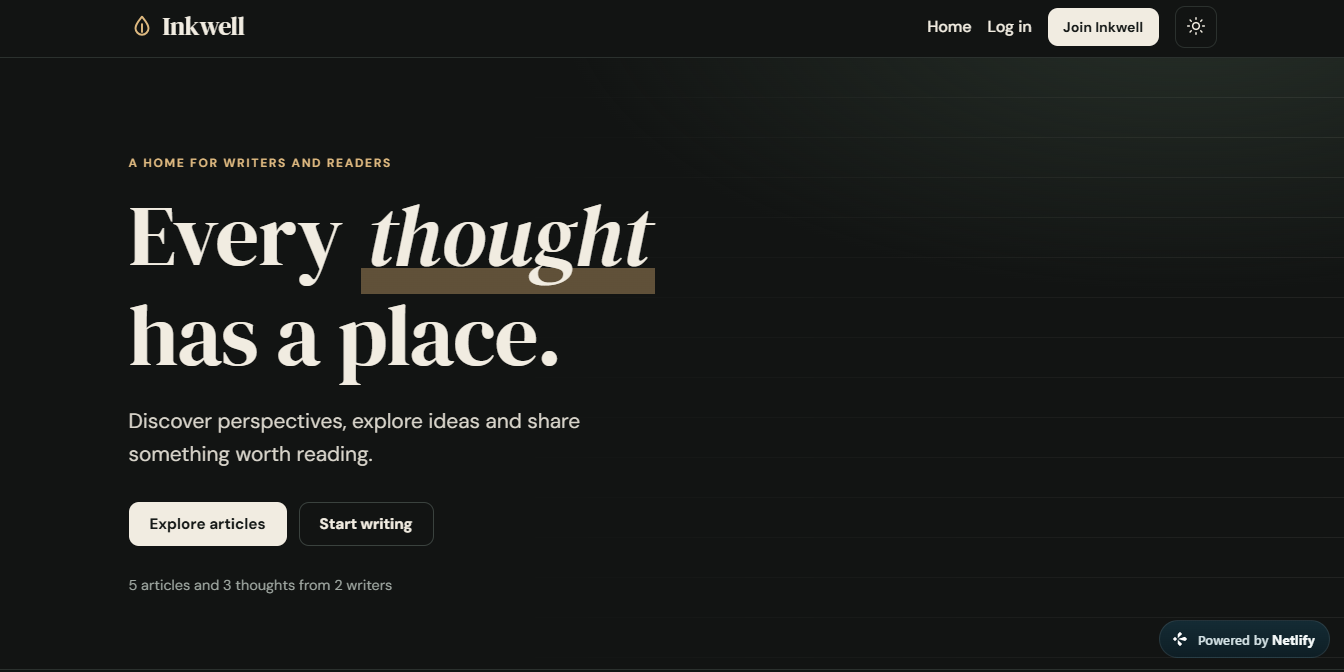 Inkwell
Home Log in Join Inkwell
A HOME FOR WRITERS AND READERS
Every thought
has a place.
Discover perspectives, explore ideas and share
something worth reading.
Explore articles Start writing
5 articles and 3 thoughts from 2 writers
Powered by Netlify